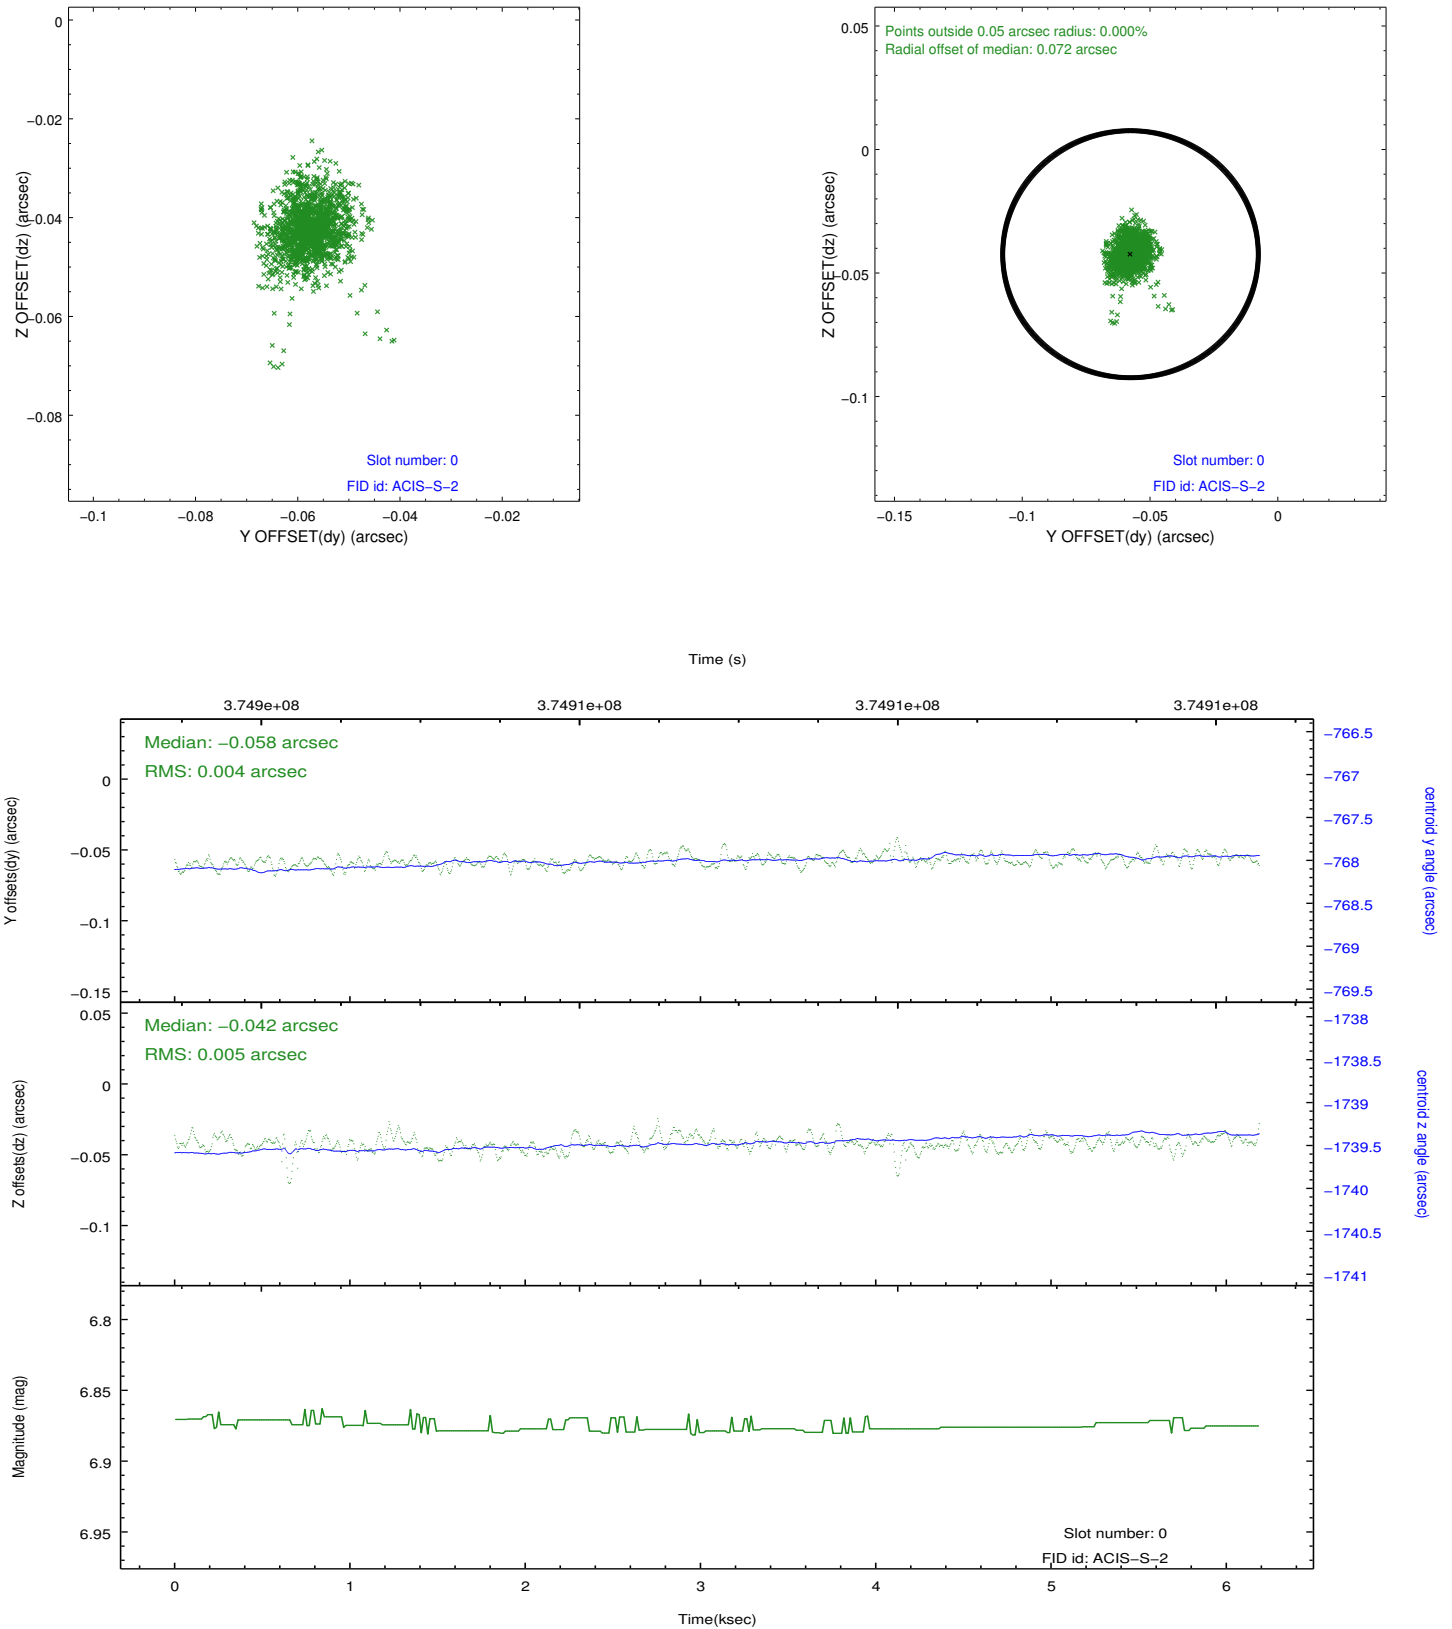 0
−0.02
−0.04
−0.06
−0.08
Z OFFSET(dz) (arcsec)
Slot number: 0
FID id: ACIS−S−2
−0.1
−0.08
−0.06
−0.04
−0.02
Y OFFSET(dy) (arcsec)
Points outside 0.05 arcsec radius: 0.000%
Radial offset of median: 0.072 arcsec
0.05
0
−0.05
−0.1
Z OFFSET(dz) (arcsec)
Slot number: 0
FID id: ACIS−S−2
−0.15
−0.1
−0.05
0
Y OFFSET(dy) (arcsec)
Time (s)
3.749e+08
3.7491e+08
3.7491e+08
3.7491e+08
Median: −0.058 arcsec
RMS: 0.004 arcsec
0
−0.05
−0.1
−0.15
Y offsets(dy) (arcsec)
−766.5
−767
−767.5
−768
−768.5
−769
−769.5
centroid y angle (arcsec)
Median: −0.042 arcsec
RMS: 0.005 arcsec
0.05
0
−0.05
−0.1
Z offsets(dz) (arcsec)
−1738
−1738.5
−1739
−1739.5
−1740
−1740.5
−1741
centroid z angle (arcsec)
6.8
6.85
6.9
6.95
Magnitude (mag)
Slot number: 0
FID id: ACIS−S−2
0
1
2
3
4
5
6
Time(ksec)